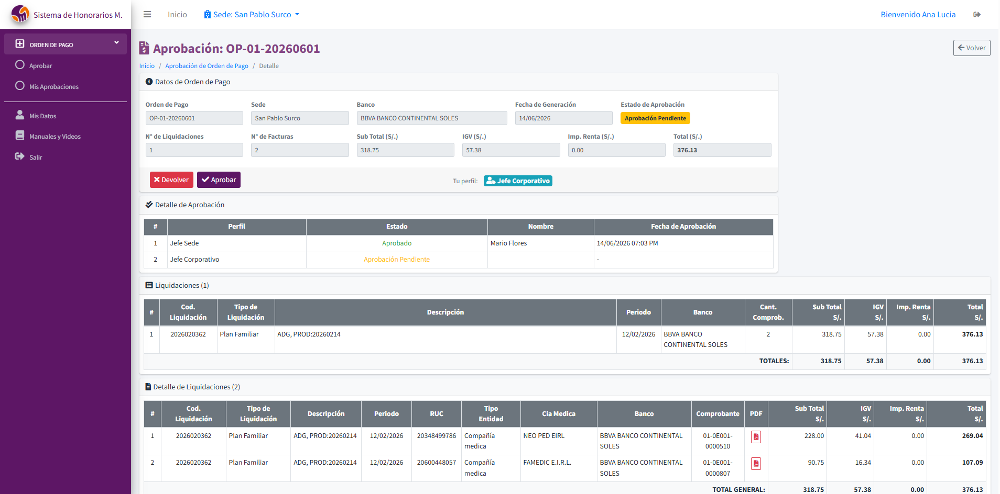 Sistema de Honorarios M.
Inicio
Sede: San Pablo Surco
Bienvenido Ana Lucia
ORDEN DE PAGO
Aprobar
Mis Aprobaciones
Mis Datos
Manuales y Videos
Salir
Aprobación: OP-01-20260601
Volver
Inicio / Aprobación de Orden de Pago / Detalle
Datos de Orden de Pago
Orden de Pago Sede Banco Fecha de Generación Estado de Aprobación
OP-01-20260601 San Pablo Surco BBVA BANCO CONTINENTAL SOLES 14/06/2026 Aprobación Pendiente
N° de Liquidaciones N° de Facturas Sub Total (S/.) IGV (S/.) Imp. Renta (S/.) Total (S/.)
1 2 318.75 57.38 0.00 376.13
Devolver Aprobar Tu perfil: Jefe Corporativo
Detalle de Aprobación
# Perfil Estado Nombre Fecha de Aprobación
1 Jefe Sede Aprobado Mario Flores 14/06/2026 07:03 PM
2 Jefe Corporativo Aprobación Pendiente -
Liquidaciones (1)
# Cod. Liquidación Tipo de Liquidación Descripción Periodo Banco Cant. Comprob. Sub Total S/. IGV S/. Imp. Renta S/. Total S/.
1 2026020362 Plan Familiar ADG, PROD:20260214 12/02/2026 BBVA BANCO CONTINENTAL SOLES 2 318.75 57.38 0.00 376.13
TOTALES: 318.75 57.38 0.00 376.13
Detalle de Liquidaciones (2)
# Cod. Liquidación Tipo de Liquidación Descripción Periodo RUC Tipo Entidad Cia Medica Banco Comprobante PDF Sub Total S/. IGV S/. Imp. Renta S/. Total S/.
1 2026020362 Plan Familiar ADG, PROD:20260214 12/02/2026 20348499786 Compañía medica NEO PED EIRL BBVA BANCO CONTINENTAL SOLES 01-0E001-0000510 228.00 41.04 0.00 269.04
2 2026020362 Plan Familiar ADG, PROD:20260214 12/02/2026 20600448057 Compañía medica FAMEDIC E.I.R.L. BBVA BANCO CONTINENTAL SOLES 01-0E001-0000807 90.75 16.34 0.00 107.09
TOTAL GENERAL: 318.75 57.38 0.00 376.13